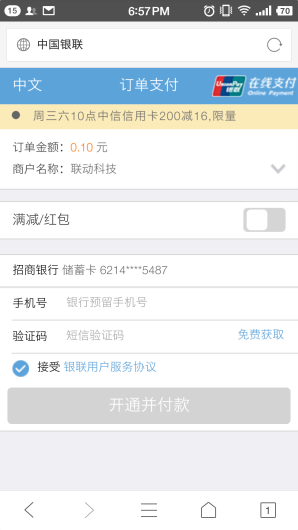 15 6:57PM 70
中国银联
中文 订单支付 UnionPay 银联 在线支付 Online Payment
周三六10点中信信用卡200减16,限量
订单金额: 0.10 元
商户名称: 联动科技
满减/红包
招商银行 储蓄卡 6214****5487
手机号 银行预留手机号
验证码 短信验证码 免费获取
接受 银联用户服务协议
开通并付款
1